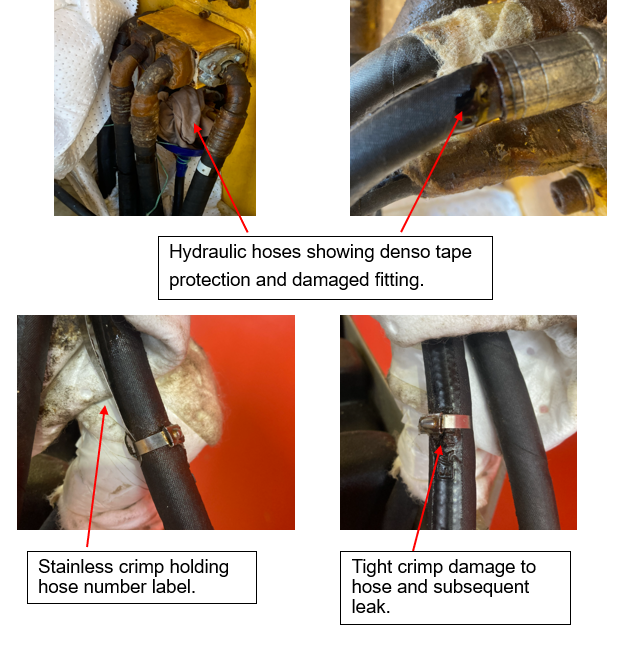 Hydraulic hoses showing denso tape
protection and damaged fitting.
Stainless crimp holding
hose number label.
Tight crimp damage to
hose and subsequent
leak.